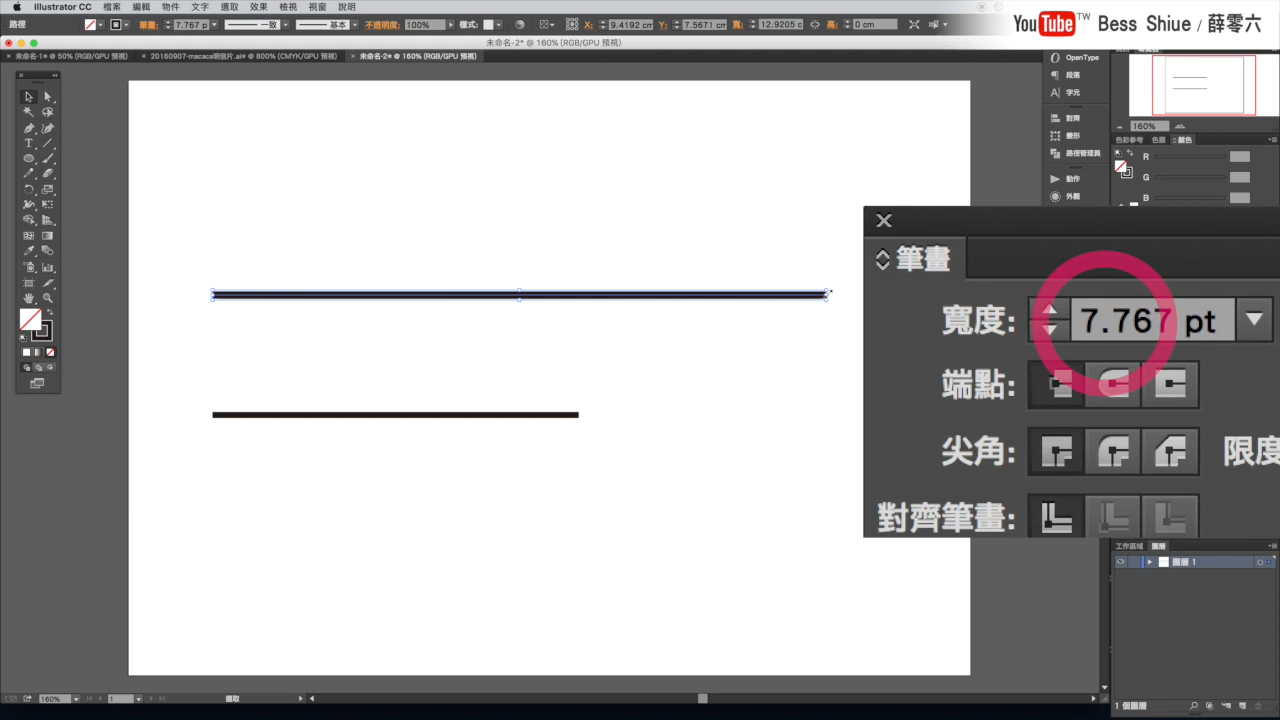 Illustrator CC 檔案 編輯 物件 文字 選取 效果 檢視 視窗 說明
路徑 筆畫: 7.767 p 一致 基本 不透明度: 100% 樣式: X: 9.4192 cm Y: 7.5671 cm 寬: 12.9205 c 高: 0 cm
YouTube TW Bess Shiue / 薛零六
未命名-2* @ 160% (RGB/GPU 預視)
× 未命名-1* @ 50% (RGB/GPU 預視) × 20160907-macaca明信片.ai* @ 800% (CMYK/GPU 預視) × 未命名-2* @ 160% (RGB/GPU 預視)
OpenType
段落
字元
對齊
變形
路徑管理員
動作
外觀
160%
色彩參考 色票 顏色
R
G
B
筆畫
寬度: 7.767 pt
端點:
尖角: 限度
對齊筆畫:
工作區域 圖層
圖層 1
1 個圖層
160% 1 選取